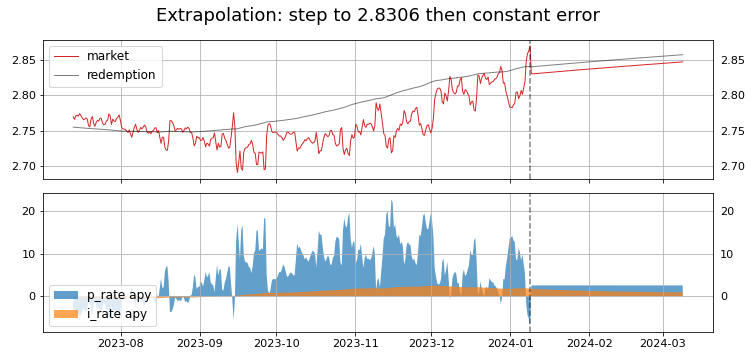 Extrapolation: step to 2.8306 then constant error
market
redemption
2.85 2.85
2.80 2.80
2.75 2.75
2.70 2.70
20 20
10 10
0 0
p_rate apy
i_rate apy
2023-08 2023-09 2023-10 2023-11 2023-12 2024-01 2024-02 2024-03